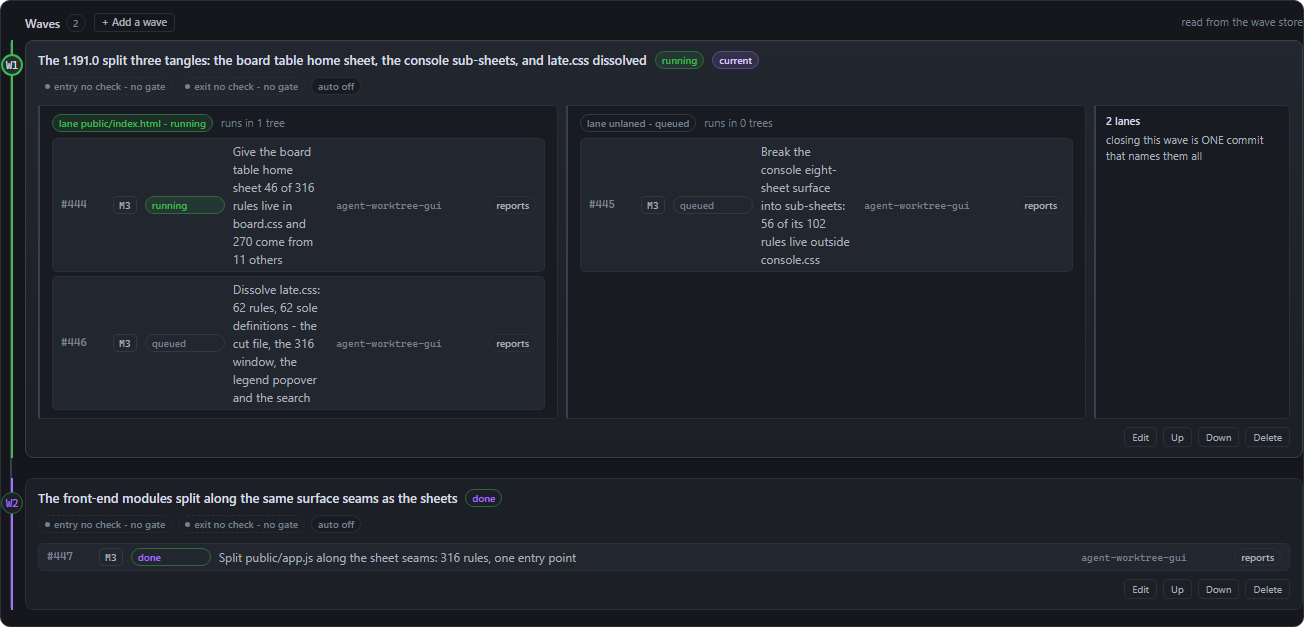 Waves 2 + Add a wave read from the wave store
W1 The 1.191.0 split three tangles: the board table home sheet, the console sub-sheets, and late.css dissolved running current
entry no check - no gate exit no check - no gate auto off
lane public/index.html - running runs in 1 tree
#444 M3 running
Give the board
table home
sheet 46 of 316
rules live in
board.css and
270 come from
11 others
agent-worktree-gui reports
#446 M3 queued
Dissolve late.css:
62 rules, 62 sole
definitions - the
cut file, the 316
window, the
legend popover
and the search
agent-worktree-gui reports
lane unlaned - queued runs in 0 trees
#445 M3 queued
Break the
console eight-
sheet surface
into sub-sheets:
56 of its 102
rules live outside
console.css
agent-worktree-gui reports
2 lanes
closing this wave is ONE commit
that names them all
Edit Up Down Delete
W2 The front-end modules split along the same surface seams as the sheets done
entry no check - no gate exit no check - no gate auto off
#447 M3 done Split public/app.js along the sheet seams: 316 rules, one entry point agent-worktree-gui reports
Edit Up Down Delete